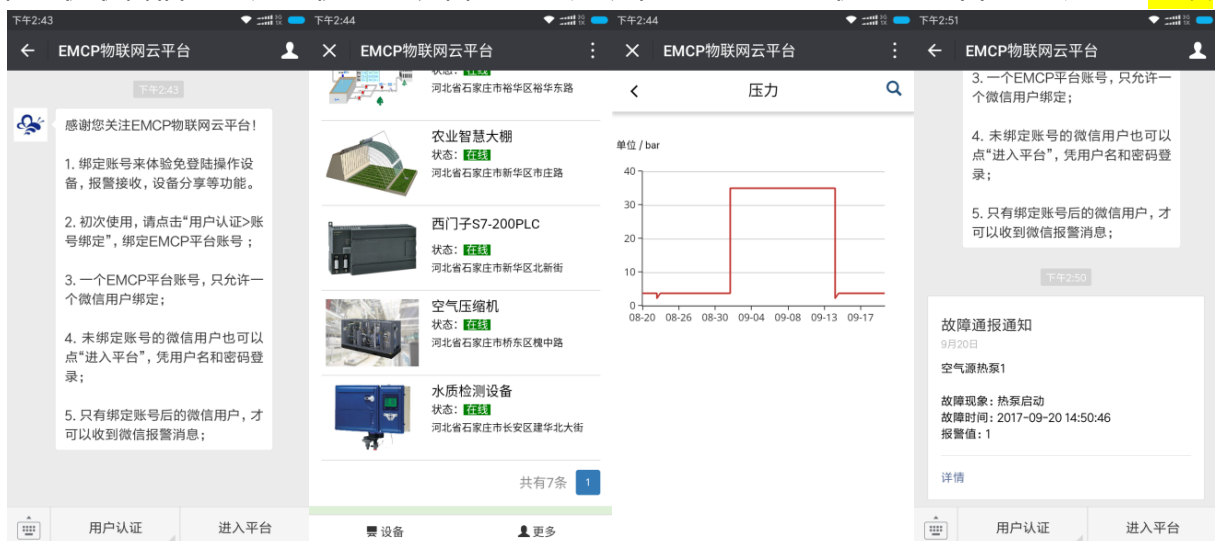 下午2:43
EMCP物联网云平台
下午2:43
感谢您关注EMCP物联网云平台！
1. 绑定账号来体验免登陆操作设
备，报警接收，设备分享等功能。
2. 初次使用，请点击“用户认证>账
号绑定”，绑定EMCP平台账号；
3. 一个EMCP平台账号，只允许一
个微信用户绑定；
4. 未绑定账号的微信用户也可以
点“进入平台”，凭用户名和密码登
录；
5. 只有绑定账号后的微信用户，才
可以收到微信报警消息；
用户认证
进入平台
下午2:44
EMCP物联网云平台
状态：在线
河北省石家庄市裕华区裕华东路
农业智慧大棚
状态：在线
河北省石家庄市新华区市庄路
西门子S7-200PLC
状态：在线
河北省石家庄市新华区北新街
空气压缩机
状态：在线
河北省石家庄市桥东区槐中路
水质检测设备
状态：在线
河北省石家庄市长安区建华北大街
共有7条 1
设备
更多
下午2:44
EMCP物联网云平台
压力
单位 / bar
40
30
20
10
0
08-20 08-26 08-30 09-04 09-08 09-13 09-17
下午2:51
EMCP物联网云平台
3. 一个EMCP平台账号，只允许一
个微信用户绑定；
4. 未绑定账号的微信用户也可以
点“进入平台”，凭用户名和密码登
录；
5. 只有绑定账号后的微信用户，才
可以收到微信报警消息；
下午2:50
故障通报通知
9月20日
空气源热泵1
故障现象：热泵启动
故障时间：2017-09-20 14:50:46
报警值：1
详情
用户认证
进入平台